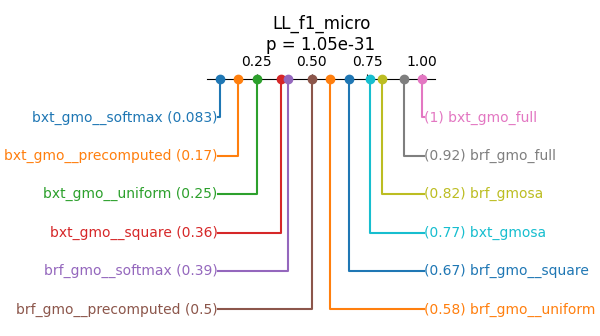 LL_f1_micro
p = 1.05e-31
0.25 0.50 0.75 1.00
bxt_gmo__softmax (0.083) (1) bxt_gmo_full
bxt_gmo__precomputed (0.17) (0.92) brf_gmo_full
bxt_gmo__uniform (0.25) (0.82) brf_gmosa
bxt_gmo__square (0.36) (0.77) bxt_gmosa
brf_gmo__softmax (0.39) (0.67) brf_gmo__square
brf_gmo__precomputed (0.5) (0.58) brf_gmo__uniform